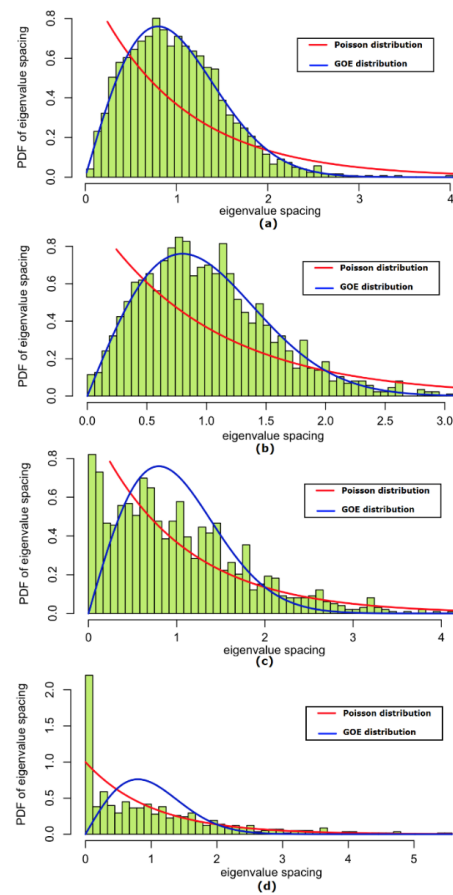 PDF of eigenvalue spacing
0.0 0.2 0.4 0.6 0.8
Poisson distribution
GOE distribution
0 1 2 3 4
eigenvalue spacing
(a)
PDF of eigenvalue spacing
0.0 0.2 0.4 0.6 0.8
Poisson distribution
GOE distribution
0.0 0.5 1.0 1.5 2.0 2.5 3.0
eigenvalue spacing
(b)
PDF of eigenvalue spacing
0.0 0.2 0.4 0.6 0.8
Poisson distribution
GOE distribution
0 1 2 3 4
eigenvalue spacing
(c)
PDF of eigenvalue spacing
0.0 0.5 1.0 1.5 2.0
Poisson distribution
GOE distribution
0 1 2 3 4 5
eigenvalue spacing
(d)